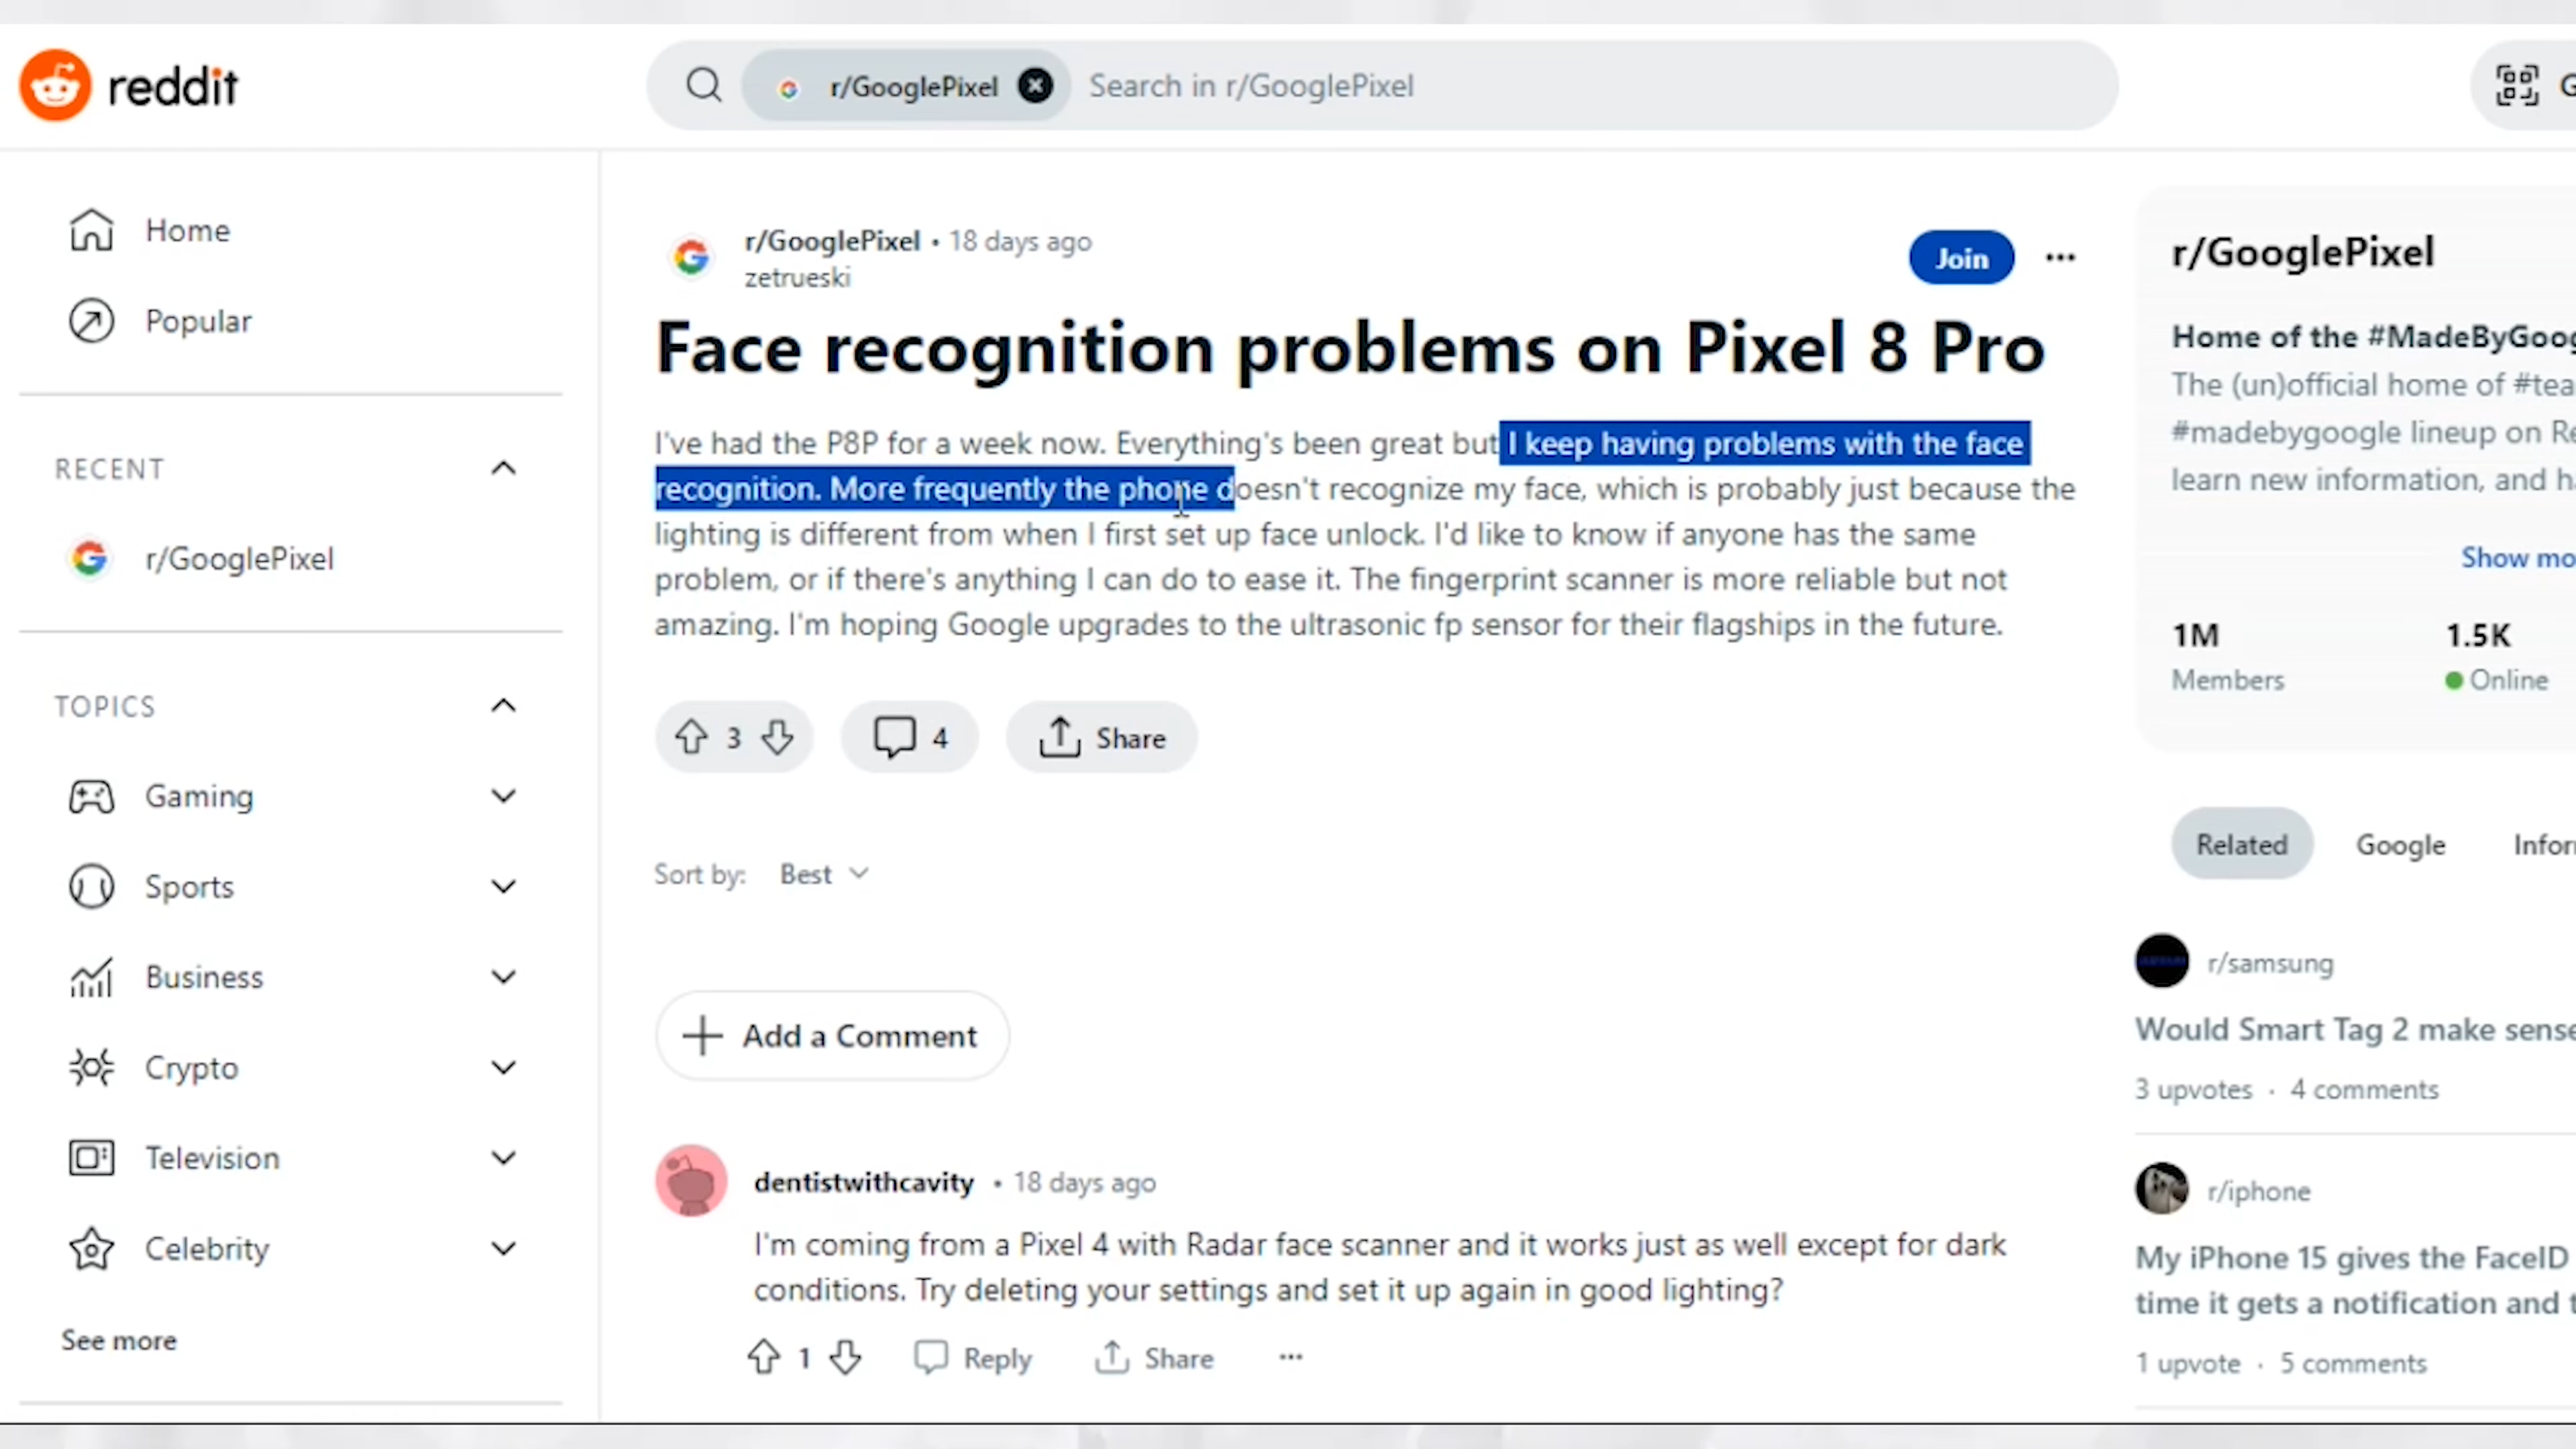 reddit
r/GooglePixel
Search in r/GooglePixel
Home
Popular
RECENT
r/GooglePixel
TOPICS
Gaming
Sports
Business
Crypto
Television
Celebrity
See more
r/GooglePixel • 18 days ago
zetrueski
Join
Face recognition problems on Pixel 8 Pro
I've had the P8P for a week now. Everything's been great but I keep having problems with the face
recognition. More frequently the phone doesn't recognize my face, which is probably just because the
lighting is different from when I first set up face unlock. I'd like to know if anyone has the same
problem, or if there's anything I can do to ease it. The fingerprint scanner is more reliable but not
amazing. I'm hoping Google upgrades to the ultrasonic fp sensor for their flagships in the future.
3
4
Share
Sort by: Best
Add a Comment
dentistwithcavity • 18 days ago
I'm coming from a Pixel 4 with Radar face scanner and it works just as well except for dark
conditions. Try deleting your settings and set it up again in good lighting?
1
Reply
Share
r/GooglePixel
Home of the #MadeByGoog
The (un)official home of #tea
#madebygoogle lineup on Re
learn new information, and ha
Show mo
1M
Members
1.5K
Online
Related
Google
Infor
r/samsung
Would Smart Tag 2 make sense
3 upvotes · 4 comments
r/iphone
My iPhone 15 gives the FaceID
time it gets a notification and t
1 upvote · 5 comments